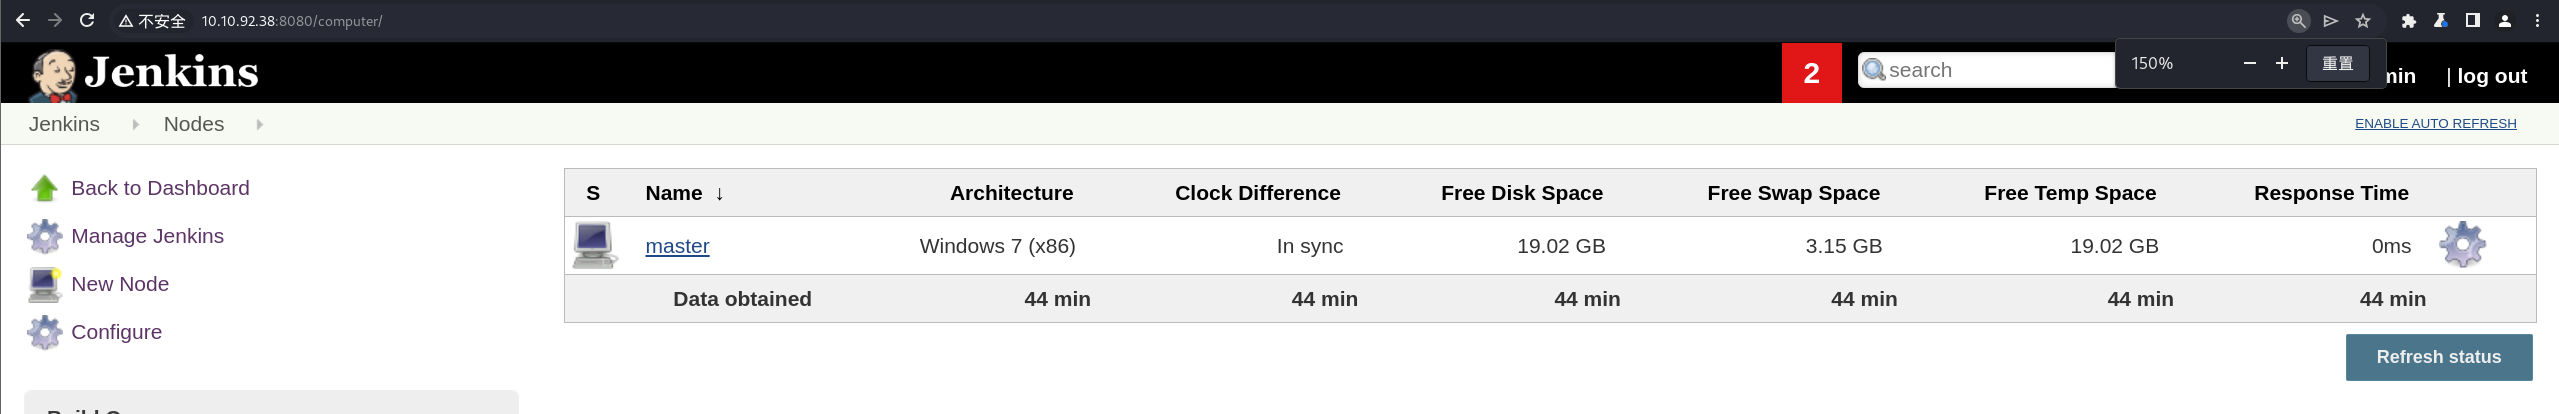 不安全 10.10.92.38:8080/computer/
Jenkins 2 search min | log out
150% − + 重置
Jenkins Nodes ENABLE AUTO REFRESH
Back to Dashboard
Manage Jenkins
New Node
Configure
S Name ↓ Architecture Clock Difference Free Disk Space Free Swap Space Free Temp Space Response Time
master Windows 7 (x86) In sync 19.02 GB 3.15 GB 19.02 GB 0ms
Data obtained 44 min 44 min 44 min 44 min 44 min 44 min
Refresh status